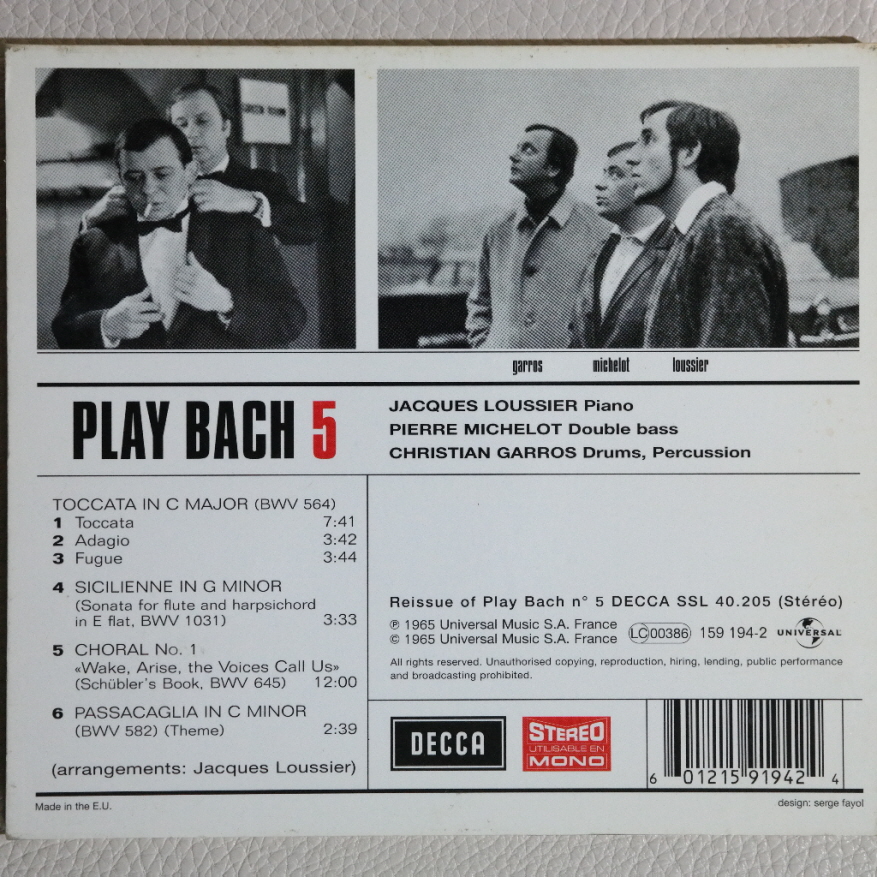 garros michelot loussier
PLAY BACH 5
JACQUES LOUSSIER Piano
PIERRE MICHELOT Double bass
CHRISTIAN GARROS Drums, Percussion
TOCCATA IN C MAJOR (BWV 564)
1 Toccata 7:41
2 Adagio 3:42
3 Fugue 3:44
4 SICILIENNE IN G MINOR
(Sonata for flute and harpsichord
in E flat, BWV 1031) 3:33
5 CHORAL No. 1
«Wake, Arise, the Voices Call Us»
(Schübler's Book, BWV 645) 12:00
6 PASSACAGLIA IN C MINOR
(BWV 582) (Theme) 2:39
(arrangements: Jacques Loussier)
Reissue of Play Bach n° 5 DECCA SSL 40.205 (Stéréo)
℗ 1965 Universal Music S.A. France
© 1965 Universal Music S.A. France
LC 00386 159 194-2 UNIVERSAL
All rights reserved. Unauthorised copying, reproduction, hiring, lending, public performance
and broadcasting prohibited.
DECCA
STEREO
UTILISABLE EN
MONO
6 01215 91942 4
Made in the E.U.
design: serge fayol